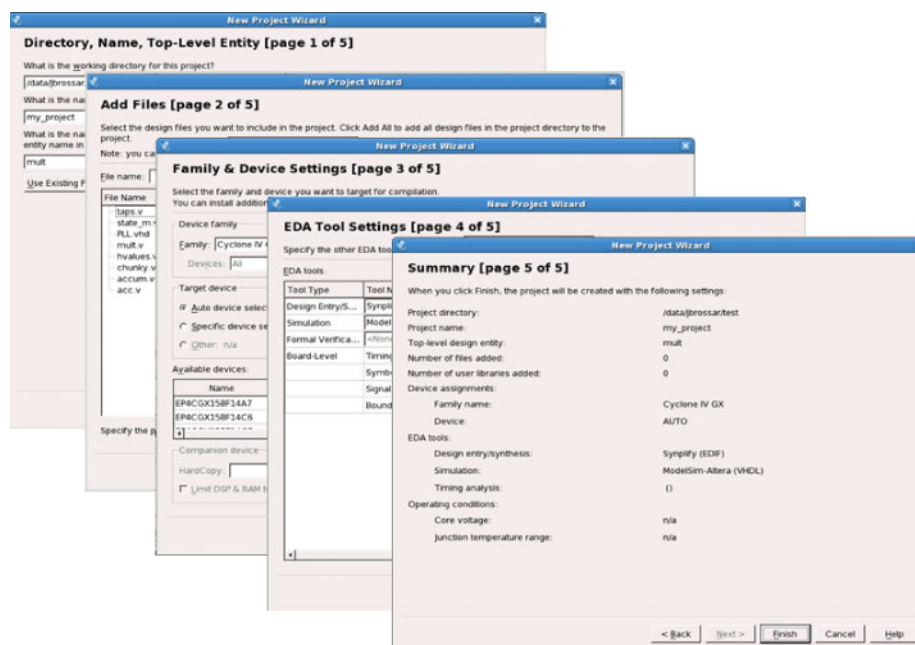 New Project Wizard
Directory, Name, Top-Level Entity [page 1 of 5]
What is the working directory for this project?
/data/jbrossar
What is the na
my_project
What is the na
entity name in
mult
Use Existing P
New Project Wizard
Add Files [page 2 of 5]
Select the design files you want to include in the project. Click Add All to add all design files in the project directory to the
project.
Note: you ca
File name:
File Name
taps.v
state_m.
PLL.vhd
mult.v
hvalues.v
chunky.v
accum.v
acc.v
Specify the p
New Project Wizard
Family & Device Settings [page 3 of 5]
Select the family and device you want to target for compilation.
You can install addition
Device family
Family: Cyclone IV G
Devices: All
Target device
Auto device select
Specific device se
Other: n/a
Available devices:
Name
EP4CGX15BF14A7
EP4CGX15BF14C6
Companion device
HardCopy:
Limit DSP & RAM t
New Project Wizard
EDA Tool Settings [page 4 of 5]
Specify the other EDA too
EDA tools:
Tool Type Tool N
Design Entry/S... Synpli
Simulation Model
Formal Verifica... <Non
Board-Level Timing
Symb
Signal
Bound
New Project Wizard
Summary [page 5 of 5]
When you click Finish, the project will be created with the following settings:
Project directory: /data/jbrossar/test
Project name: my_project
Top-level design entity: mult
Number of files added: 0
Number of user libraries added: 0
Device assignments:
Family name: Cyclone IV GX
Device: AUTO
EDA tools:
Design entry/synthesis: Synplify (EDIF)
Simulation: ModelSim-Altera (VHDL)
Timing analysis: ()
Operating conditions:
Core voltage: n/a
Junction temperature range: n/a
< Back Next > Finish Cancel Help